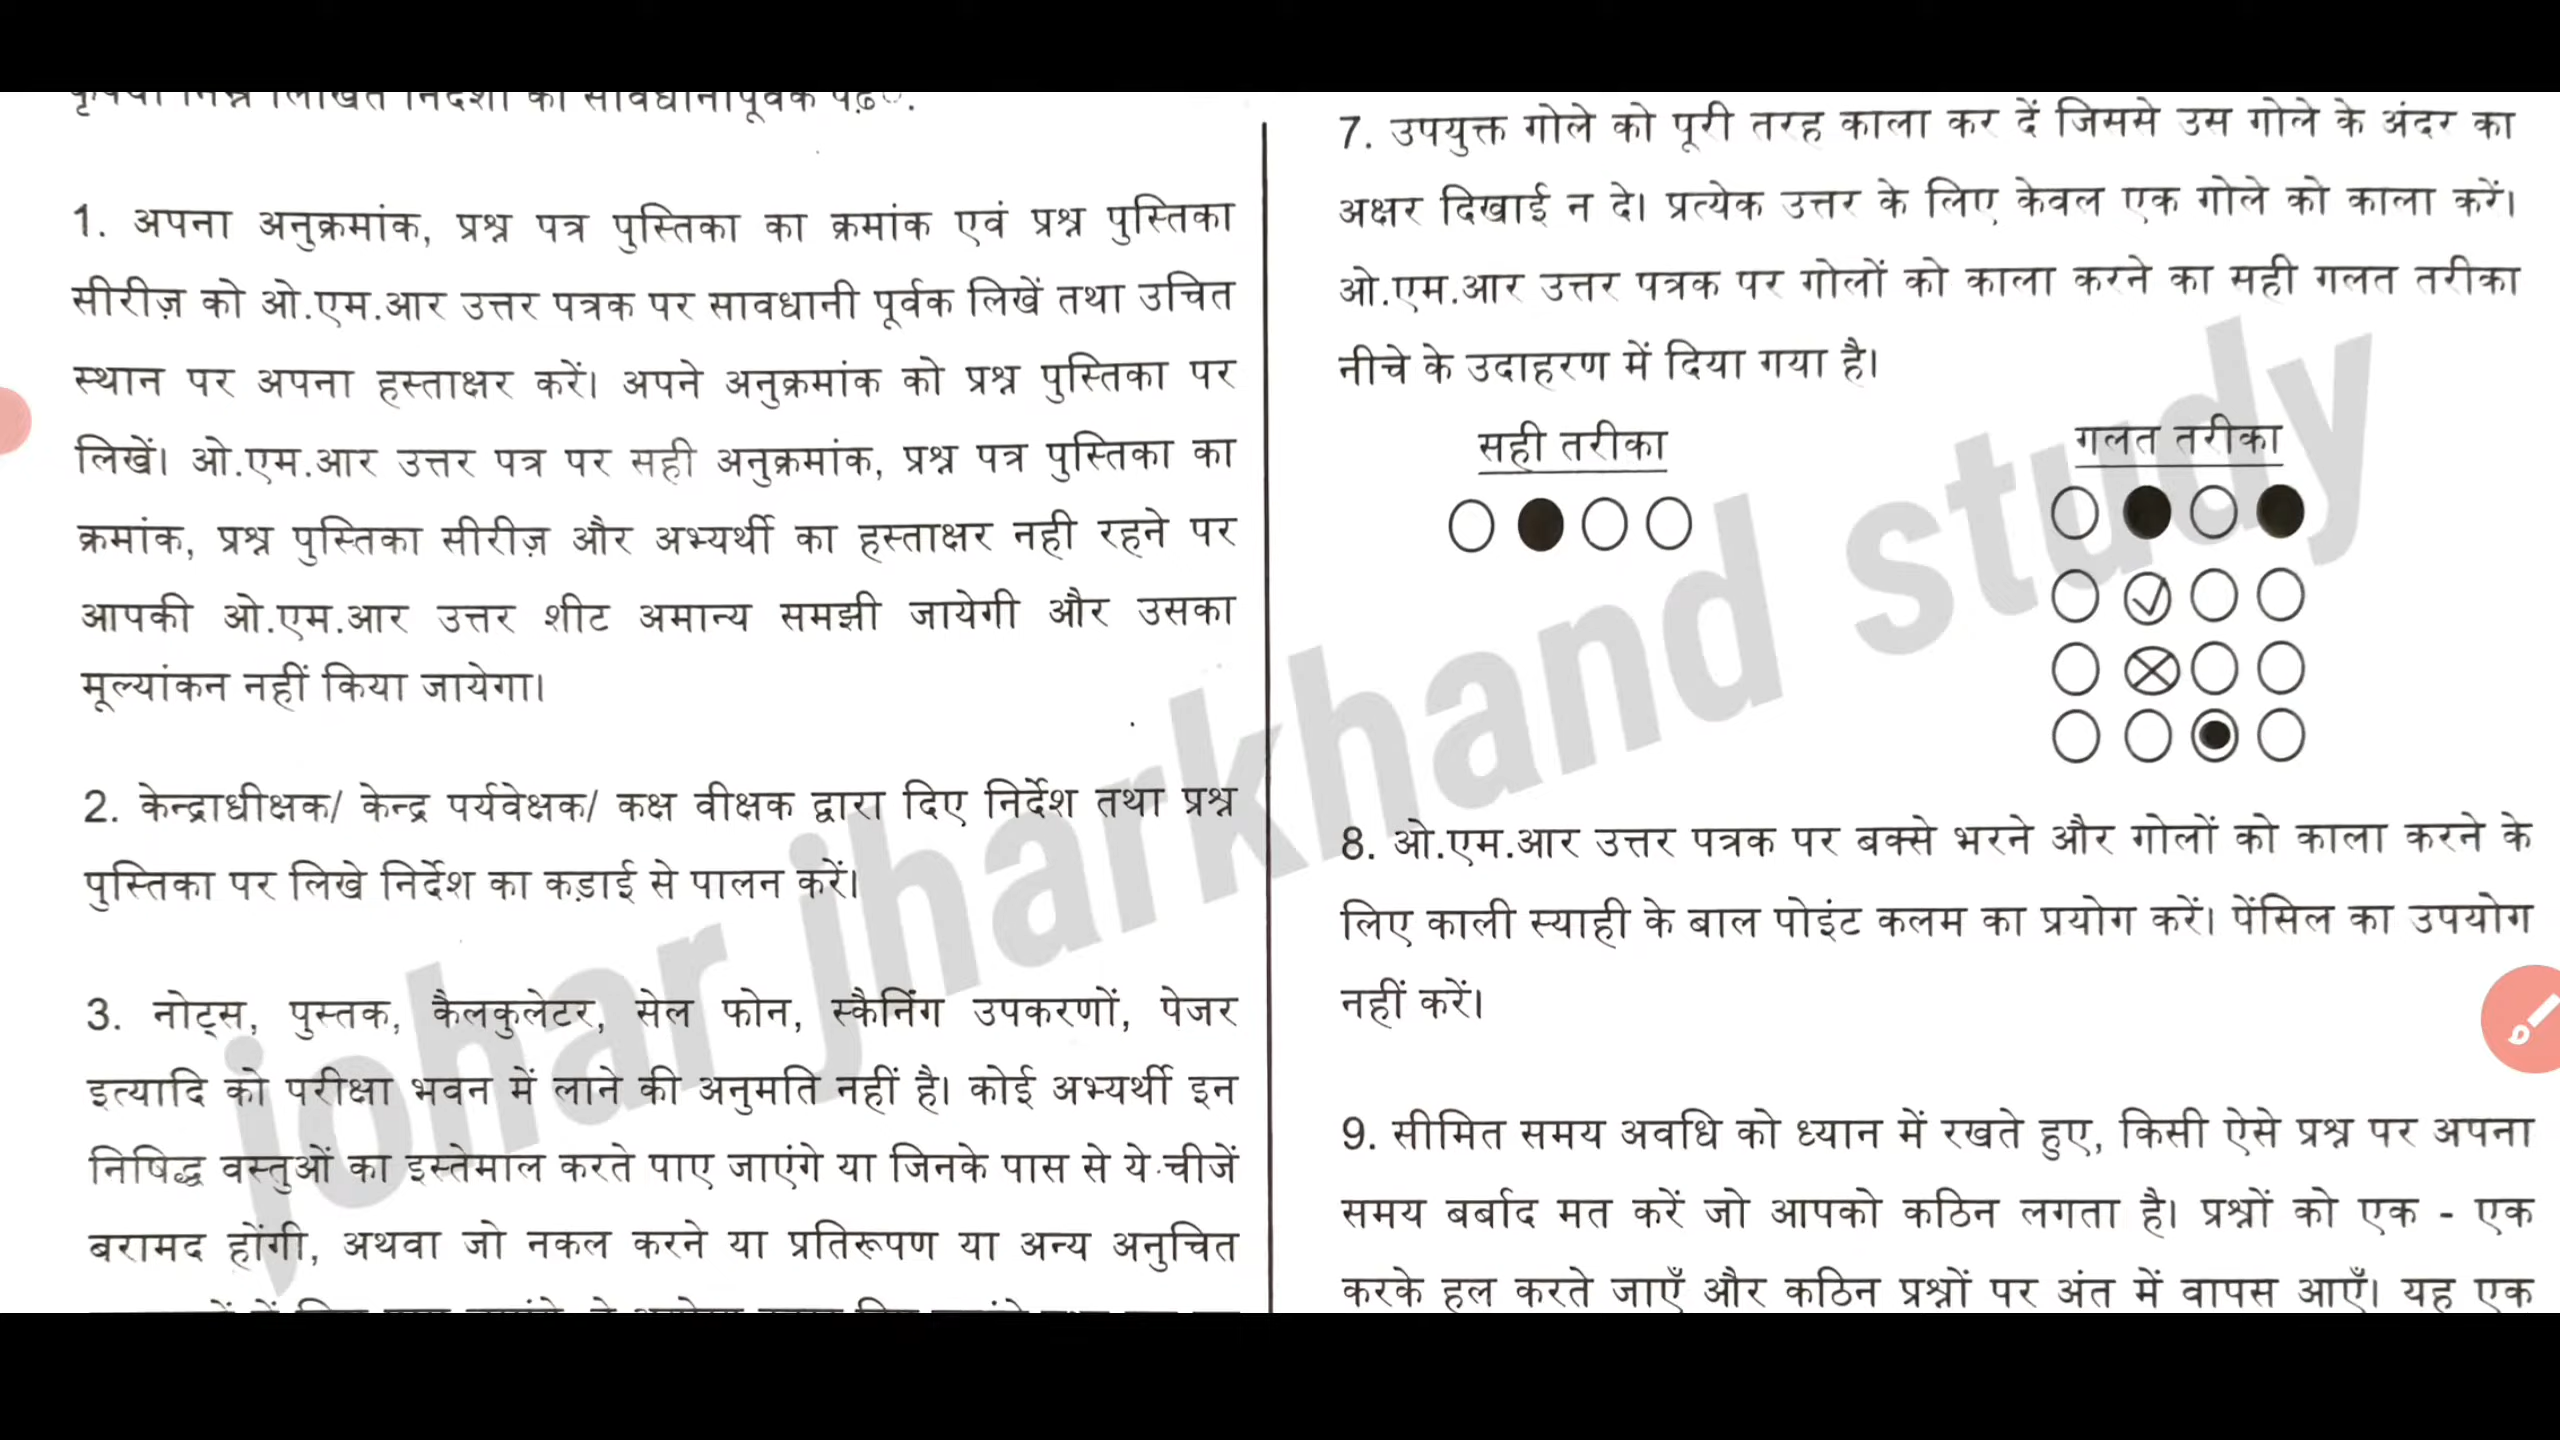 कृपया निम्न लिखित निर्देशों को सावधानीपूर्वक पढ़ें.
1. अपना अनुक्रमांक, प्रश्न पत्र पुस्तिका का क्रमांक एवं प्रश्न पुस्तिका
सीरीज़ को ओ.एम.आर उत्तर पत्रक पर सावधानी पूर्वक लिखें तथा उचित
स्थान पर अपना हस्ताक्षर करें। अपने अनुक्रमांक को प्रश्न पुस्तिका पर
लिखें। ओ.एम.आर उत्तर पत्र पर सही अनुक्रमांक, प्रश्न पत्र पुस्तिका का
क्रमांक, प्रश्न पुस्तिका सीरीज़ और अभ्यर्थी का हस्ताक्षर नही रहने पर
आपकी ओ.एम.आर उत्तर शीट अमान्य समझी जायेगी और उसका
मूल्यांकन नहीं किया जायेगा।
2. केन्द्राधीक्षक/ केन्द्र पर्यवेक्षक/ कक्ष वीक्षक द्वारा दिए निर्देश तथा प्रश्न
पुस्तिका पर लिखे निर्देश का कड़ाई से पालन करें।
3. नोट्स, पुस्तक, कैलकुलेटर, सेल फोन, स्कैनिंग उपकरणों, पेजर
इत्यादि को परीक्षा भवन में लाने की अनुमति नहीं है। कोई अभ्यर्थी इन
निषिद्ध वस्तुओं का इस्तेमाल करते पाए जाएंगे या जिनके पास से ये चीजें
बरामद होंगी, अथवा जो नकल करने या प्रतिरूपण या अन्य अनुचित
7. उपयुक्त गोले को पूरी तरह काला कर दें जिससे उस गोले के अंदर का
अक्षर दिखाई न दे। प्रत्येक उत्तर के लिए केवल एक गोले को काला करें।
ओ.एम.आर उत्तर पत्रक पर गोलों को काला करने का सही गलत तरीका
नीचे के उदाहरण में दिया गया है।
सही तरीका
गलत तरीका
8. ओ.एम.आर उत्तर पत्रक पर बक्से भरने और गोलों को काला करने के
लिए काली स्याही के बाल पोइंट कलम का प्रयोग करें। पेंसिल का उपयोग
नहीं करें।
9. सीमित समय अवधि को ध्यान में रखते हुए, किसी ऐसे प्रश्न पर अपना
समय बर्बाद मत करें जो आपको कठिन लगता है। प्रश्नों को एक - एक
करके हल करते जाएँ और कठिन प्रश्नों पर अंत में वापस आएँ। यह एक
johar jharkhand study